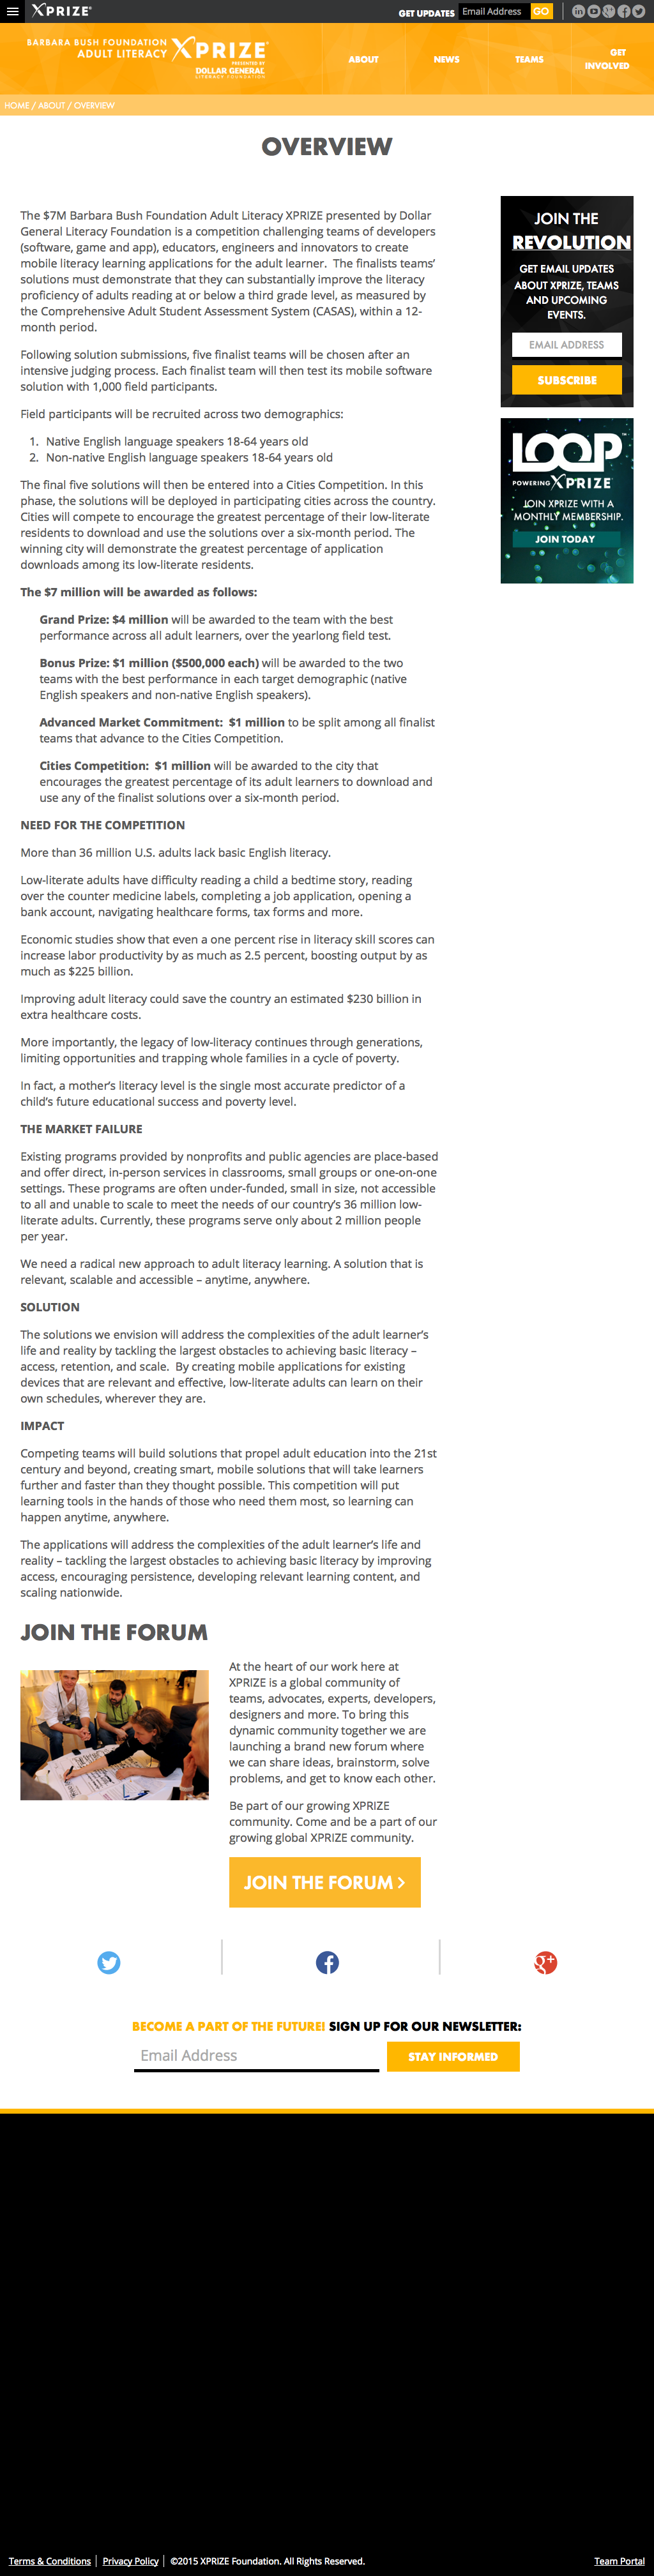 XPRIZE
GET UPDATES Email Address GO
BARBARA BUSH FOUNDATION
ADULT LITERACY XPRIZE
PRESENTED BY
DOLLAR GENERAL
LITERACY FOUNDATION
ABOUT
NEWS
TEAMS
GET
INVOLVED
HOME / ABOUT / OVERVIEW
OVERVIEW
The $7M Barbara Bush Foundation Adult Literacy XPRIZE presented by Dollar
General Literacy Foundation is a competition challenging teams of developers
(software, game and app), educators, engineers and innovators to create
mobile literacy learning applications for the adult learner. The finalists teams'
solutions must demonstrate that they can substantially improve the literacy
proficiency of adults reading at or below a third grade level, as measured by
the Comprehensive Adult Student Assessment System (CASAS), within a 12-
month period.
Following solution submissions, five finalist teams will be chosen after an
intensive judging process. Each finalist team will then test its mobile software
solution with 1,000 field participants.
Field participants will be recruited across two demographics:
1. Native English language speakers 18-64 years old
2. Non-native English language speakers 18-64 years old
The final five solutions will then be entered into a Cities Competition. In this
phase, the solutions will be deployed in participating cities across the country.
Cities will compete to encourage the greatest percentage of their low-literate
residents to download and use the solutions over a six-month period. The
winning city will demonstrate the greatest percentage of application
downloads among its low-literate residents.
The $7 million will be awarded as follows:
Grand Prize: $4 million will be awarded to the team with the best
performance across all adult learners, over the yearlong field test.
Bonus Prize: $1 million ($500,000 each) will be awarded to the two
teams with the best performance in each target demographic (native
English speakers and non-native English speakers).
Advanced Market Commitment: $1 million to be split among all finalist
teams that advance to the Cities Competition.
Cities Competition: $1 million will be awarded to the city that
encourages the greatest percentage of its adult learners to download and
use any of the finalist solutions over a six-month period.
NEED FOR THE COMPETITION
More than 36 million U.S. adults lack basic English literacy.
Low-literate adults have difficulty reading a child a bedtime story, reading
over the counter medicine labels, completing a job application, opening a
bank account, navigating healthcare forms, tax forms and more.
Economic studies show that even a one percent rise in literacy skill scores can
increase labor productivity by as much as 2.5 percent, boosting output by as
much as $225 billion.
Improving adult literacy could save the country an estimated $230 billion in
extra healthcare costs.
More importantly, the legacy of low-literacy continues through generations,
limiting opportunities and trapping whole families in a cycle of poverty.
In fact, a mother's literacy level is the single most accurate predictor of a
child's future educational success and poverty level.
THE MARKET FAILURE
Existing programs provided by nonprofits and public agencies are place-based
and offer direct, in-person services in classrooms, small groups or one-on-one
settings. These programs are often under-funded, small in size, not accessible
to all and unable to scale to meet the needs of our country's 36 million low-
literate adults. Currently, these programs serve only about 2 million people
per year.
We need a radical new approach to adult literacy learning. A solution that is
relevant, scalable and accessible – anytime, anywhere.
SOLUTION
The solutions we envision will address the complexities of the adult learner's
life and reality by tackling the largest obstacles to achieving basic literacy –
access, retention, and scale. By creating mobile applications for existing
devices that are relevant and effective, low-literate adults can learn on their
own schedules, wherever they are.
IMPACT
Competing teams will build solutions that propel adult education into the 21st
century and beyond, creating smart, mobile solutions that will take learners
further and faster than they thought possible. This competition will put
learning tools in the hands of those who need them most, so learning can
happen anytime, anywhere.
The applications will address the complexities of the adult learner's life and
reality – tackling the largest obstacles to achieving basic literacy by improving
access, encouraging persistence, developing relevant learning content, and
scaling nationwide.
JOIN THE
REVOLUTION
GET EMAIL UPDATES
ABOUT XPRIZE, TEAMS
AND UPCOMING
EVENTS.
EMAIL ADDRESS
SUBSCRIBE
LOOP™
POWERING XPRIZE
JOIN XPRIZE WITH A
MONTHLY MEMBERSHIP.
JOIN TODAY
JOIN THE FORUM
At the heart of our work here at
XPRIZE is a global community of
teams, advocates, experts, developers,
designers and more. To bring this
dynamic community together we are
launching a brand new forum where
we can share ideas, brainstorm, solve
problems, and get to know each other.
Be part of our growing XPRIZE
community. Come and be a part of our
growing global XPRIZE community.
JOIN THE FORUM >
BECOME A PART OF THE FUTURE! SIGN UP FOR OUR NEWSLETTER:
Email Address
STAY INFORMED
Terms & Conditions | Privacy Policy | ©2015 XPRIZE Foundation. All Rights Reserved.
Team Portal